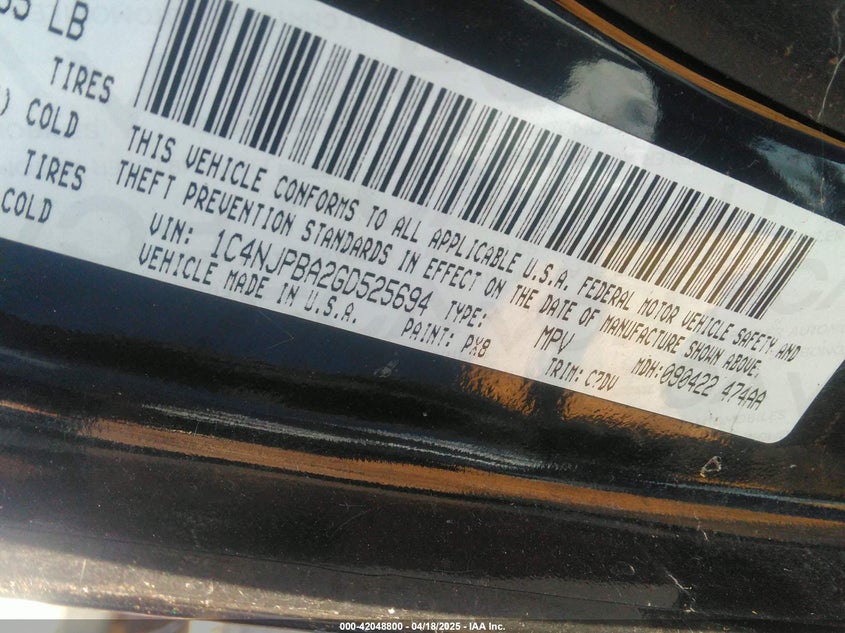 55 LB
TIRES
) COLD
TIRES
COLD
THIS VEHICLE CONFORMS TO ALL APPLICABLE U.S.A. FEDERAL MOTOR VEHICLE SAFETY AND
THEFT PREVENTION STANDARDS IN EFFECT ON THE DATE OF MANUFACTURE SHOWN ABOVE.
VIN: 1C4NJPBA2GD525694 TYPE: MPV MDH:090422 474AA
VEHICLE MADE IN U.S.A. PAINT: PX8 TRIM: C7DV
000-42048800 - 04/18/2025 - IAA Inc.